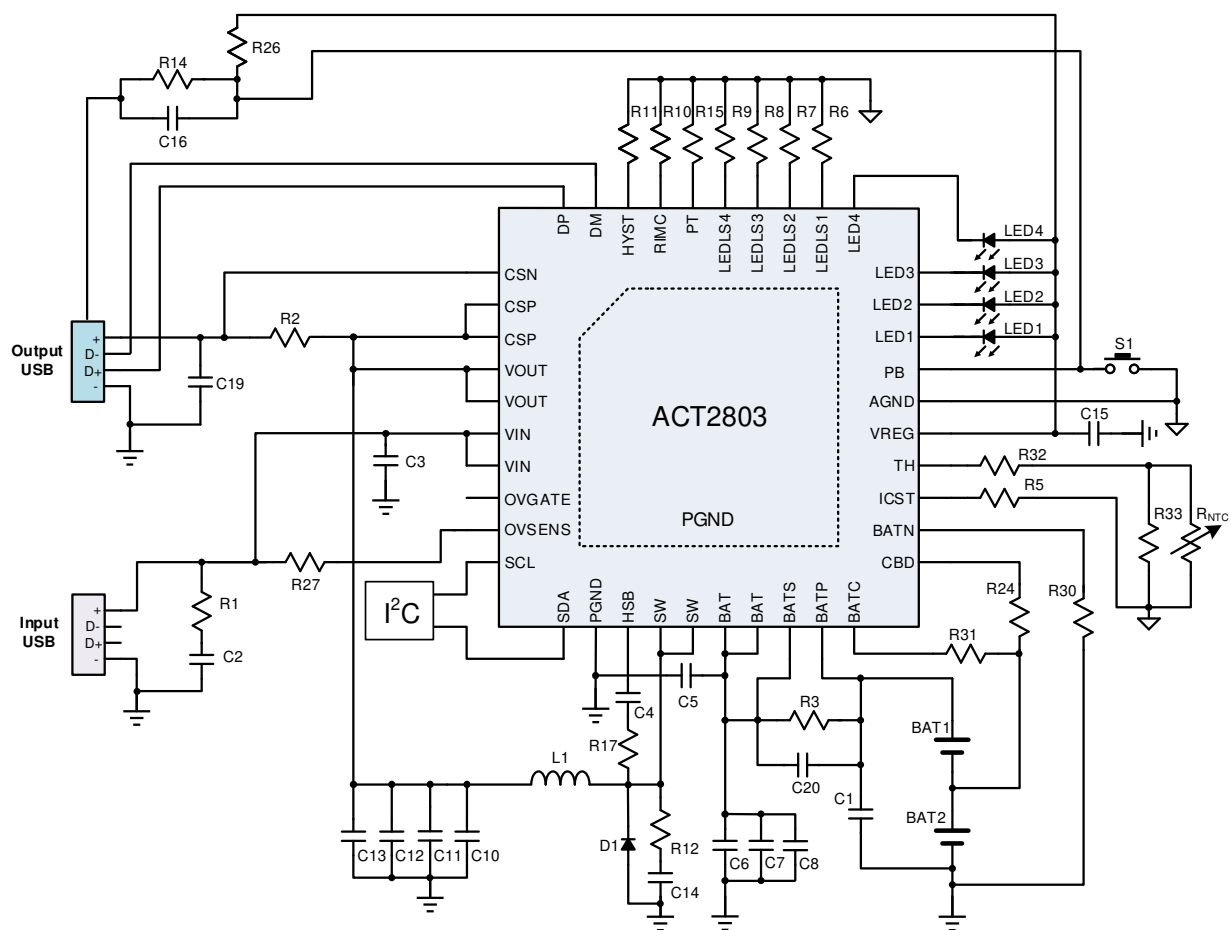 R26
R14
C16
R11
R10
R15
R9
R8
R7
R6
DP
DM
HYST
RIMC
PT
LEDLS4
LEDLS3
LEDLS2
LEDLS1
LED4
LED4
LED3
LED2
LED1
CSN
CSP
CSP
VOUT
VOUT
VIN
VIN
OVGATE
OVSENS
SCL
LED3
LED2
LED1
PB
AGND
VREG
TH
ICST
BATN
CBD
ACT2803
PGND
S1
C15
R32
R5
R33
RNTC
R2
Output
USB
+
D-
D+
-
C19
C3
R27
Input
USB
+
D-
D+
-
R1
C2
I²C
SDA
PGND
HSB
SW
SW
BAT
BAT
BATS
BATP
BATC
R24
R30
R31
C5
C4
R17
L1
R3
C20
BAT1
BAT2
C1
C13
C12
C11
C10
D1
R12
C14
C6
C7
C8